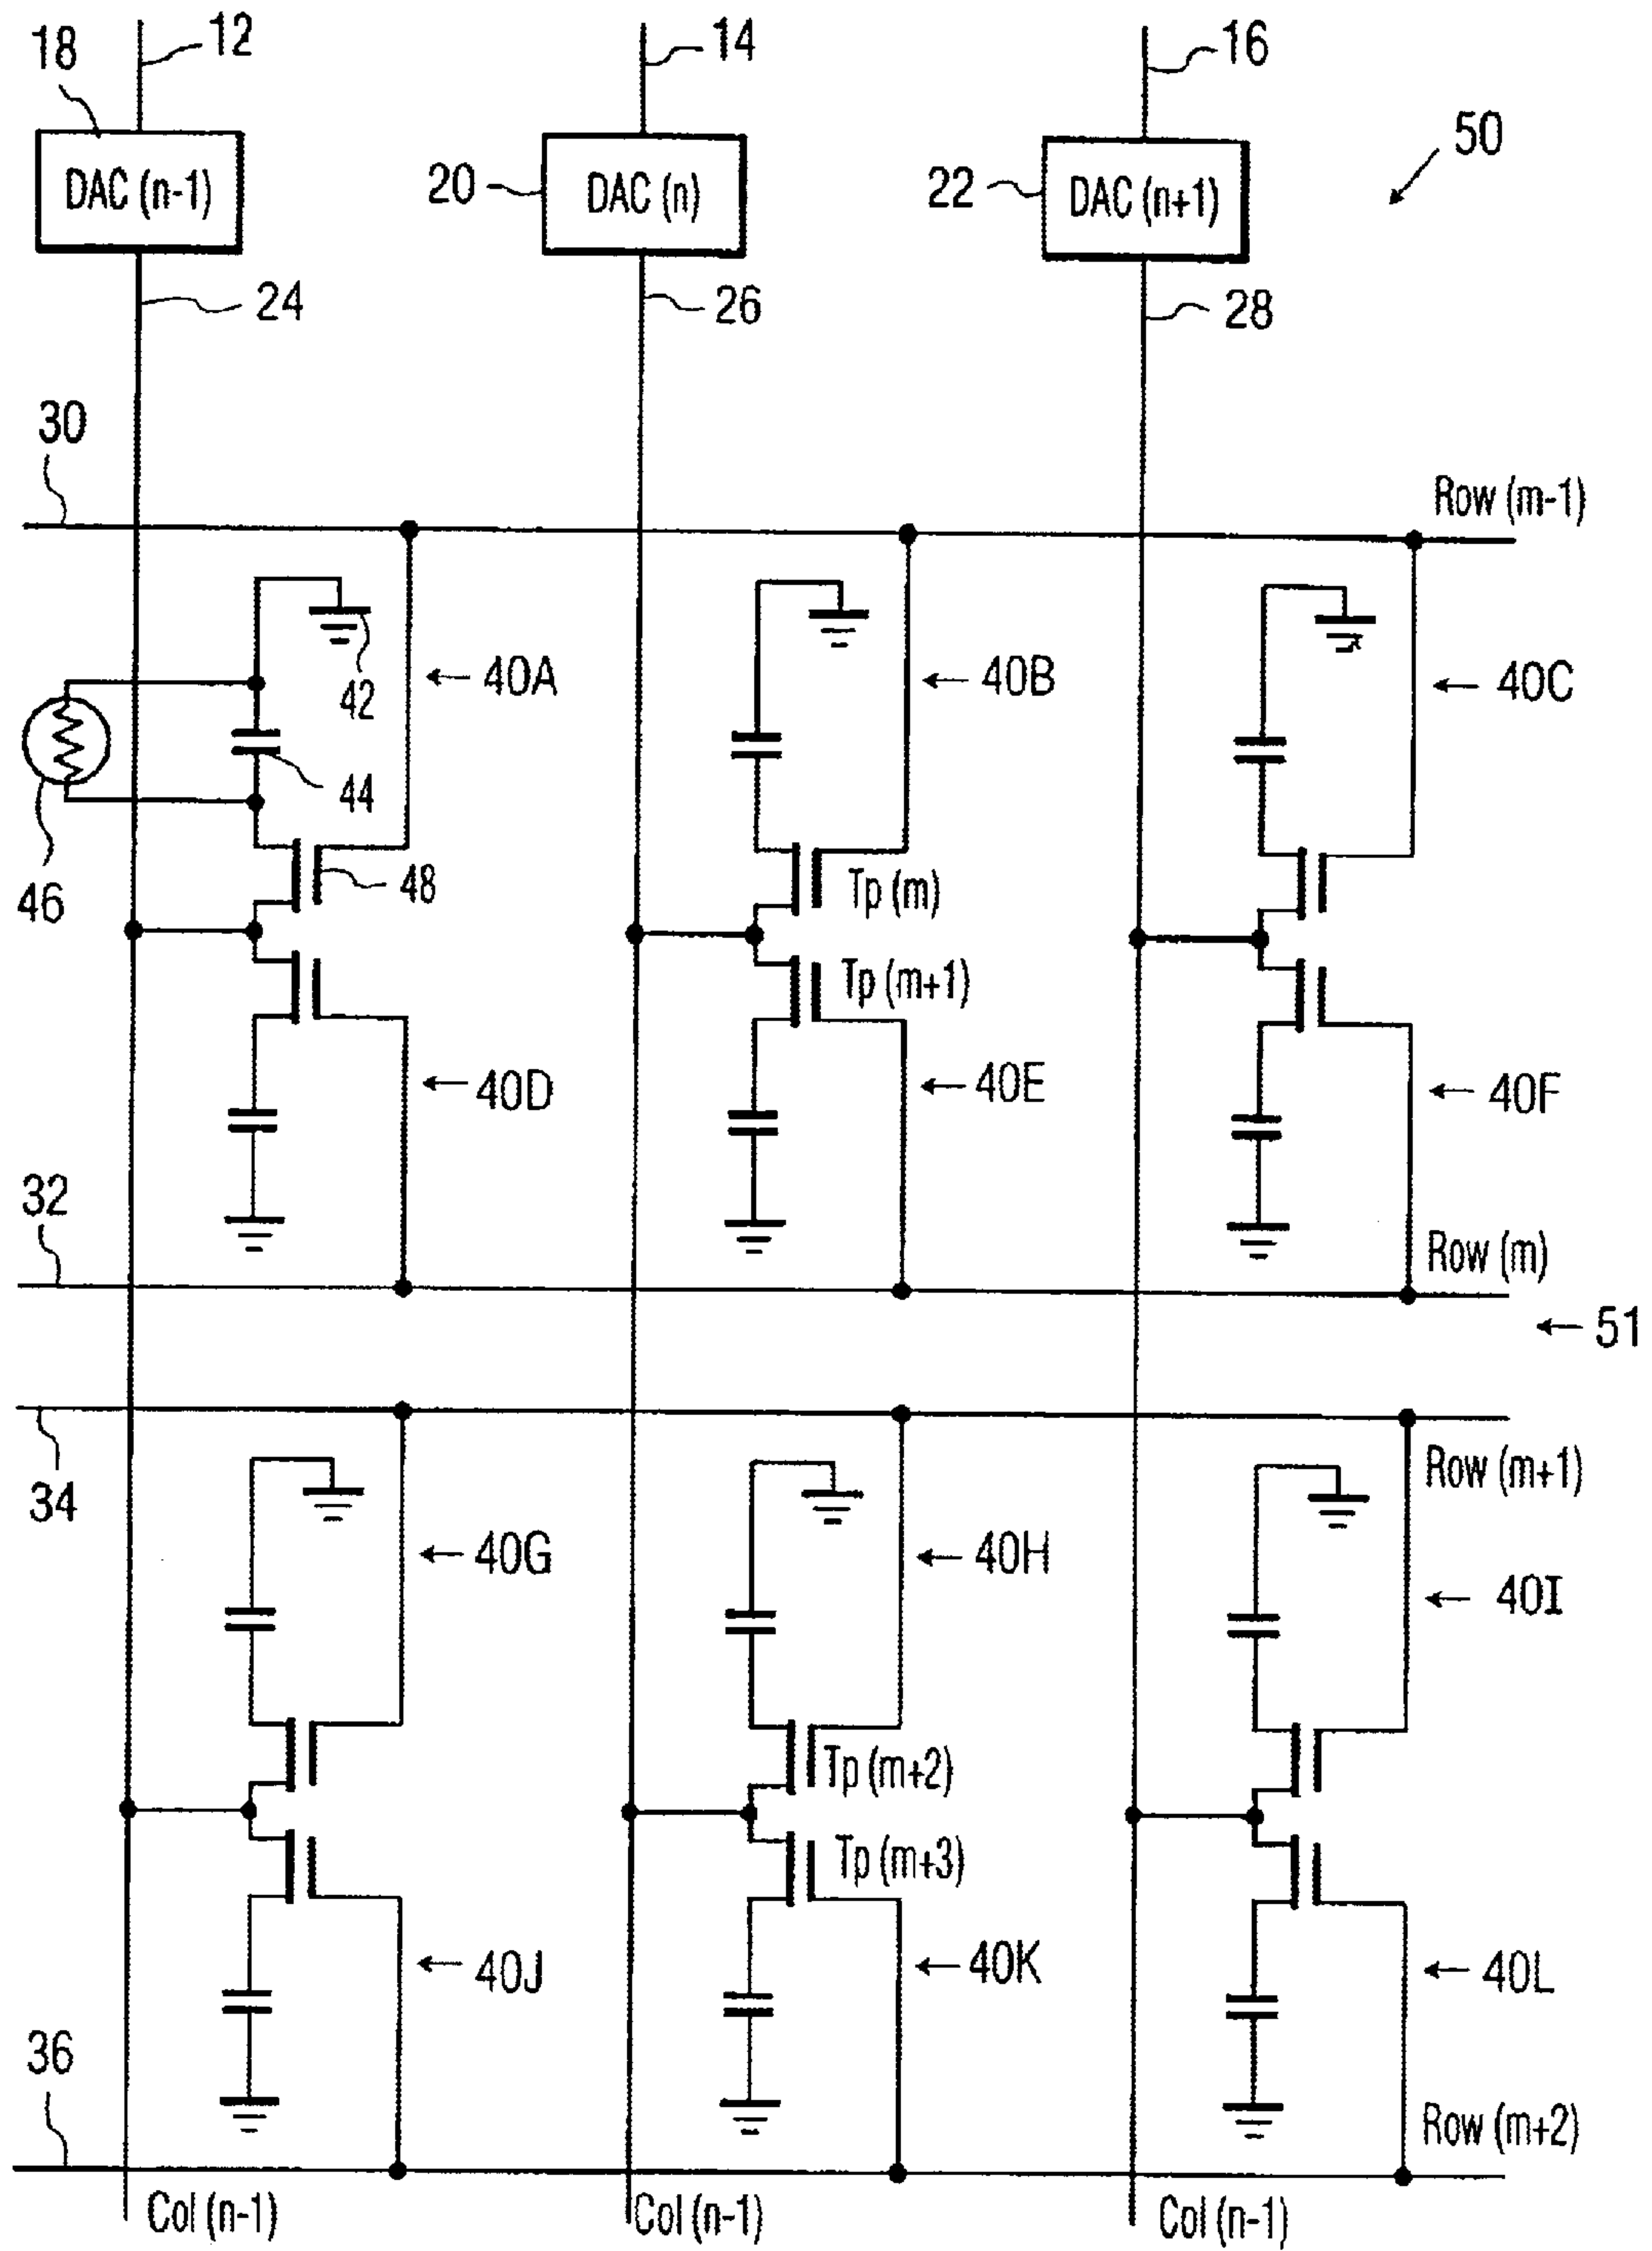 18
12
14
16
50
DAC (n-1)
20
DAC (n)
22
DAC (n+1)
24
26
28
30
Row (m-1)
42
40A
40B
40C
44
46
48
Tp (m)
Tp (m+1)
40D
40E
40F
32
Row (m)
51
34
Row (m+1)
40G
40H
40I
Tp (m+2)
Tp (m+3)
40J
40K
40L
36
Row (m+2)
Col (n-1)
Col (n-1)
Col (n-1)